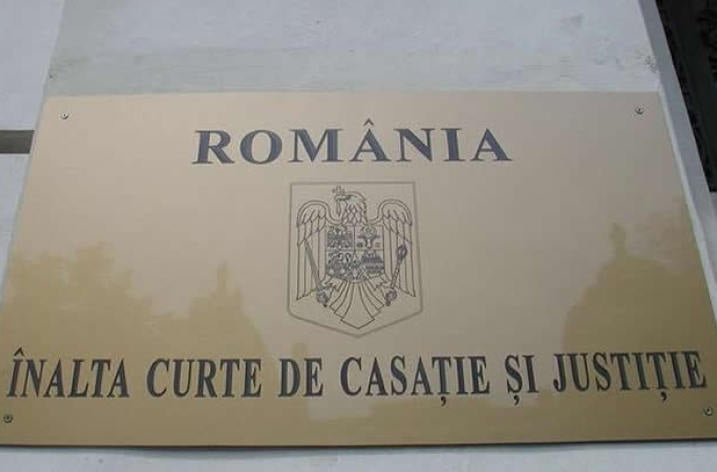 ROMÂNIA
ÎNALTA CURTE DE CASAȚIE ȘI JUSTIȚIE